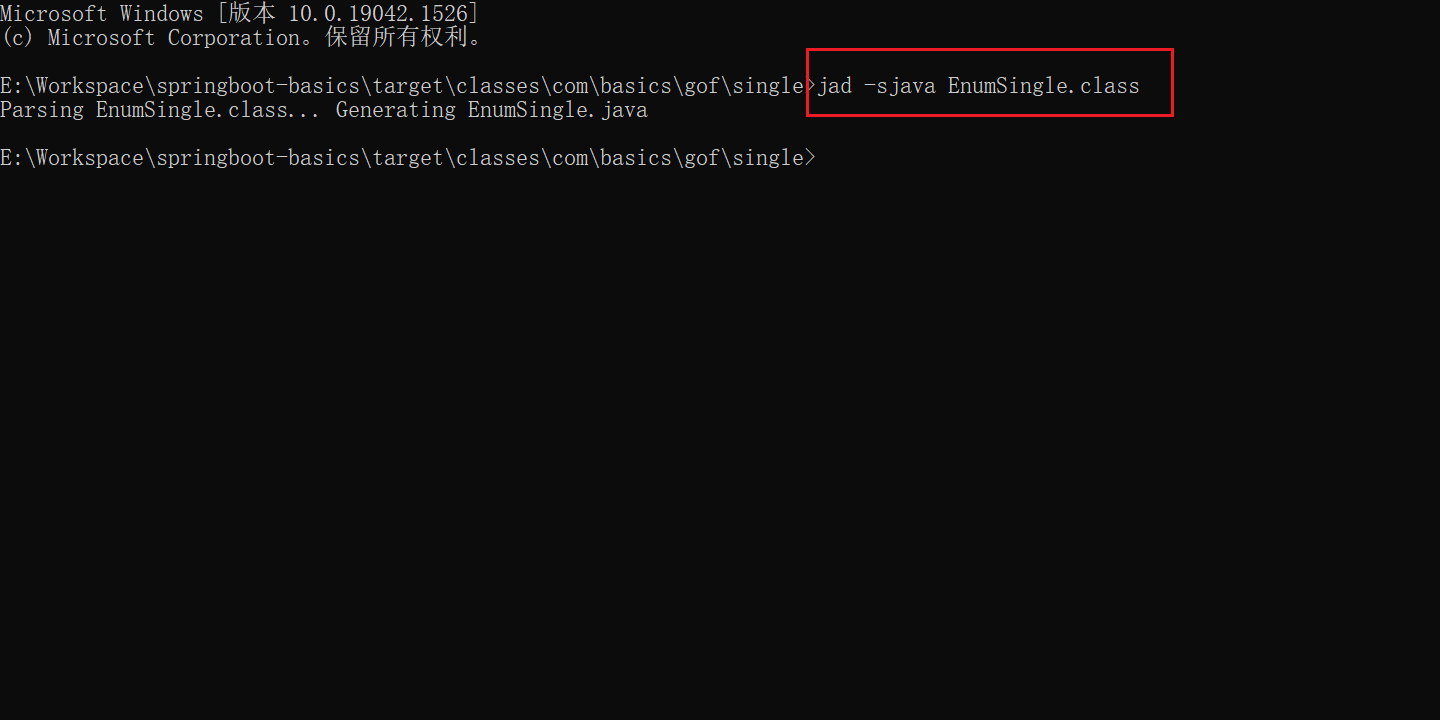 Microsoft Windows [版本 10.0.19042.1526]
(c) Microsoft Corporation。保留所有权利。
E:\Workspace\springboot-basics\target\classes\com\basics\gof\single>jad -sjava EnumSingle.class
Parsing EnumSingle.class... Generating EnumSingle.java
E:\Workspace\springboot-basics\target\classes\com\basics\gof\single>